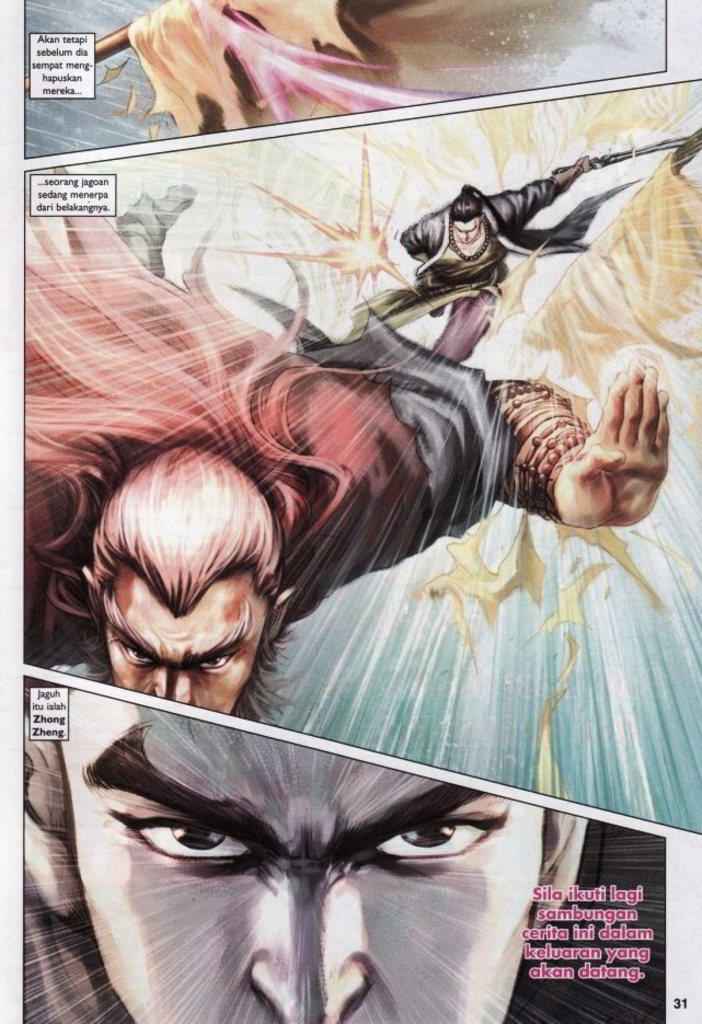 Akan tetapi
sebelum dia
sempat meng-
hapuskan
mereka...
...seorang jagoan
sedang menerpa
dari belakangnya.
Jaguh
itu ialah
Zhong
Zheng.
Sila ikuti lagi
sambungan
cerita ini dalam
keluaran yang
akan datang.
31